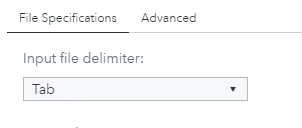 File Specifications Advanced
Input file delimiter:
Tab